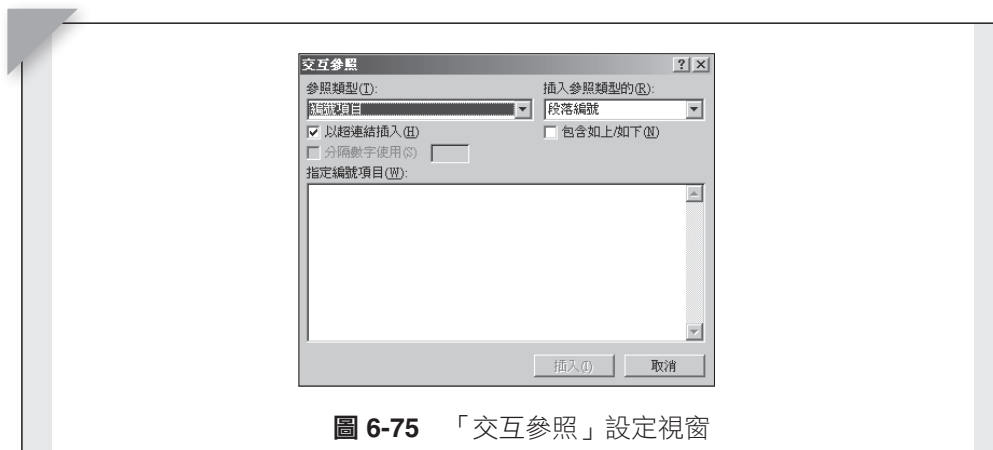 交互參照
參照類型(T): 插入參照類型的(R):
編號項目 段落編號
以超連結插入(H) 包含如上/如下(N)
分隔數字使用(S)
指定編號項目(W):
插入(I) 取消
圖 6-75 「交互參照」設定視窗